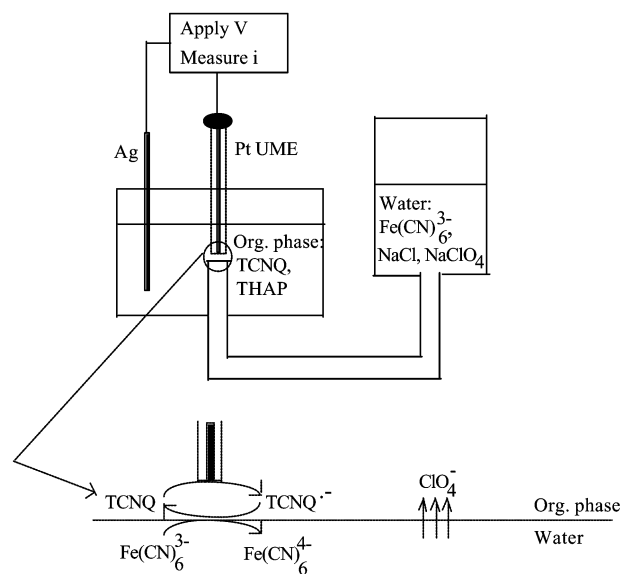 Apply V
Measure i
Ag
Pt UME
Org. phase:
TCNQ,
THAP
Water:
Fe(CN)₆³⁻,
NaCl, NaClO₄
TCNQ
TCNQ·-
ClO₄⁻
Org. phase
Water
Fe(CN)₆³⁻
Fe(CN)₆⁴⁻